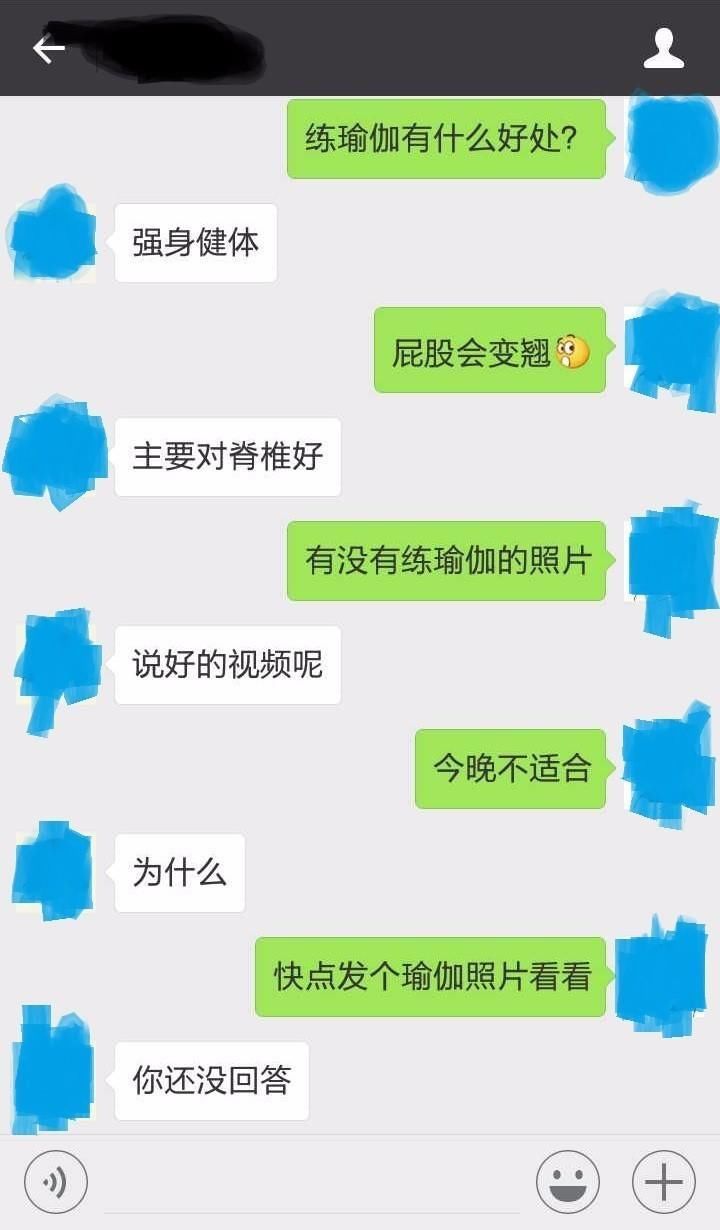 练瑜伽有什么好处?
强身健体
屁股会变翘
主要对脊椎好
有没有练瑜伽的照片
说好的视频呢
今晚不适合
为什么
快点发个瑜伽照片看看
你还没回答